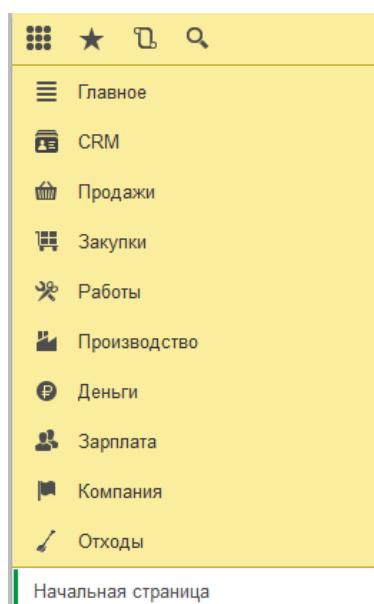 Главное
CRM
Продажи
Закупки
Работы
Производство
Деньги
Зарплата
Компания
Отходы
Начальная страница